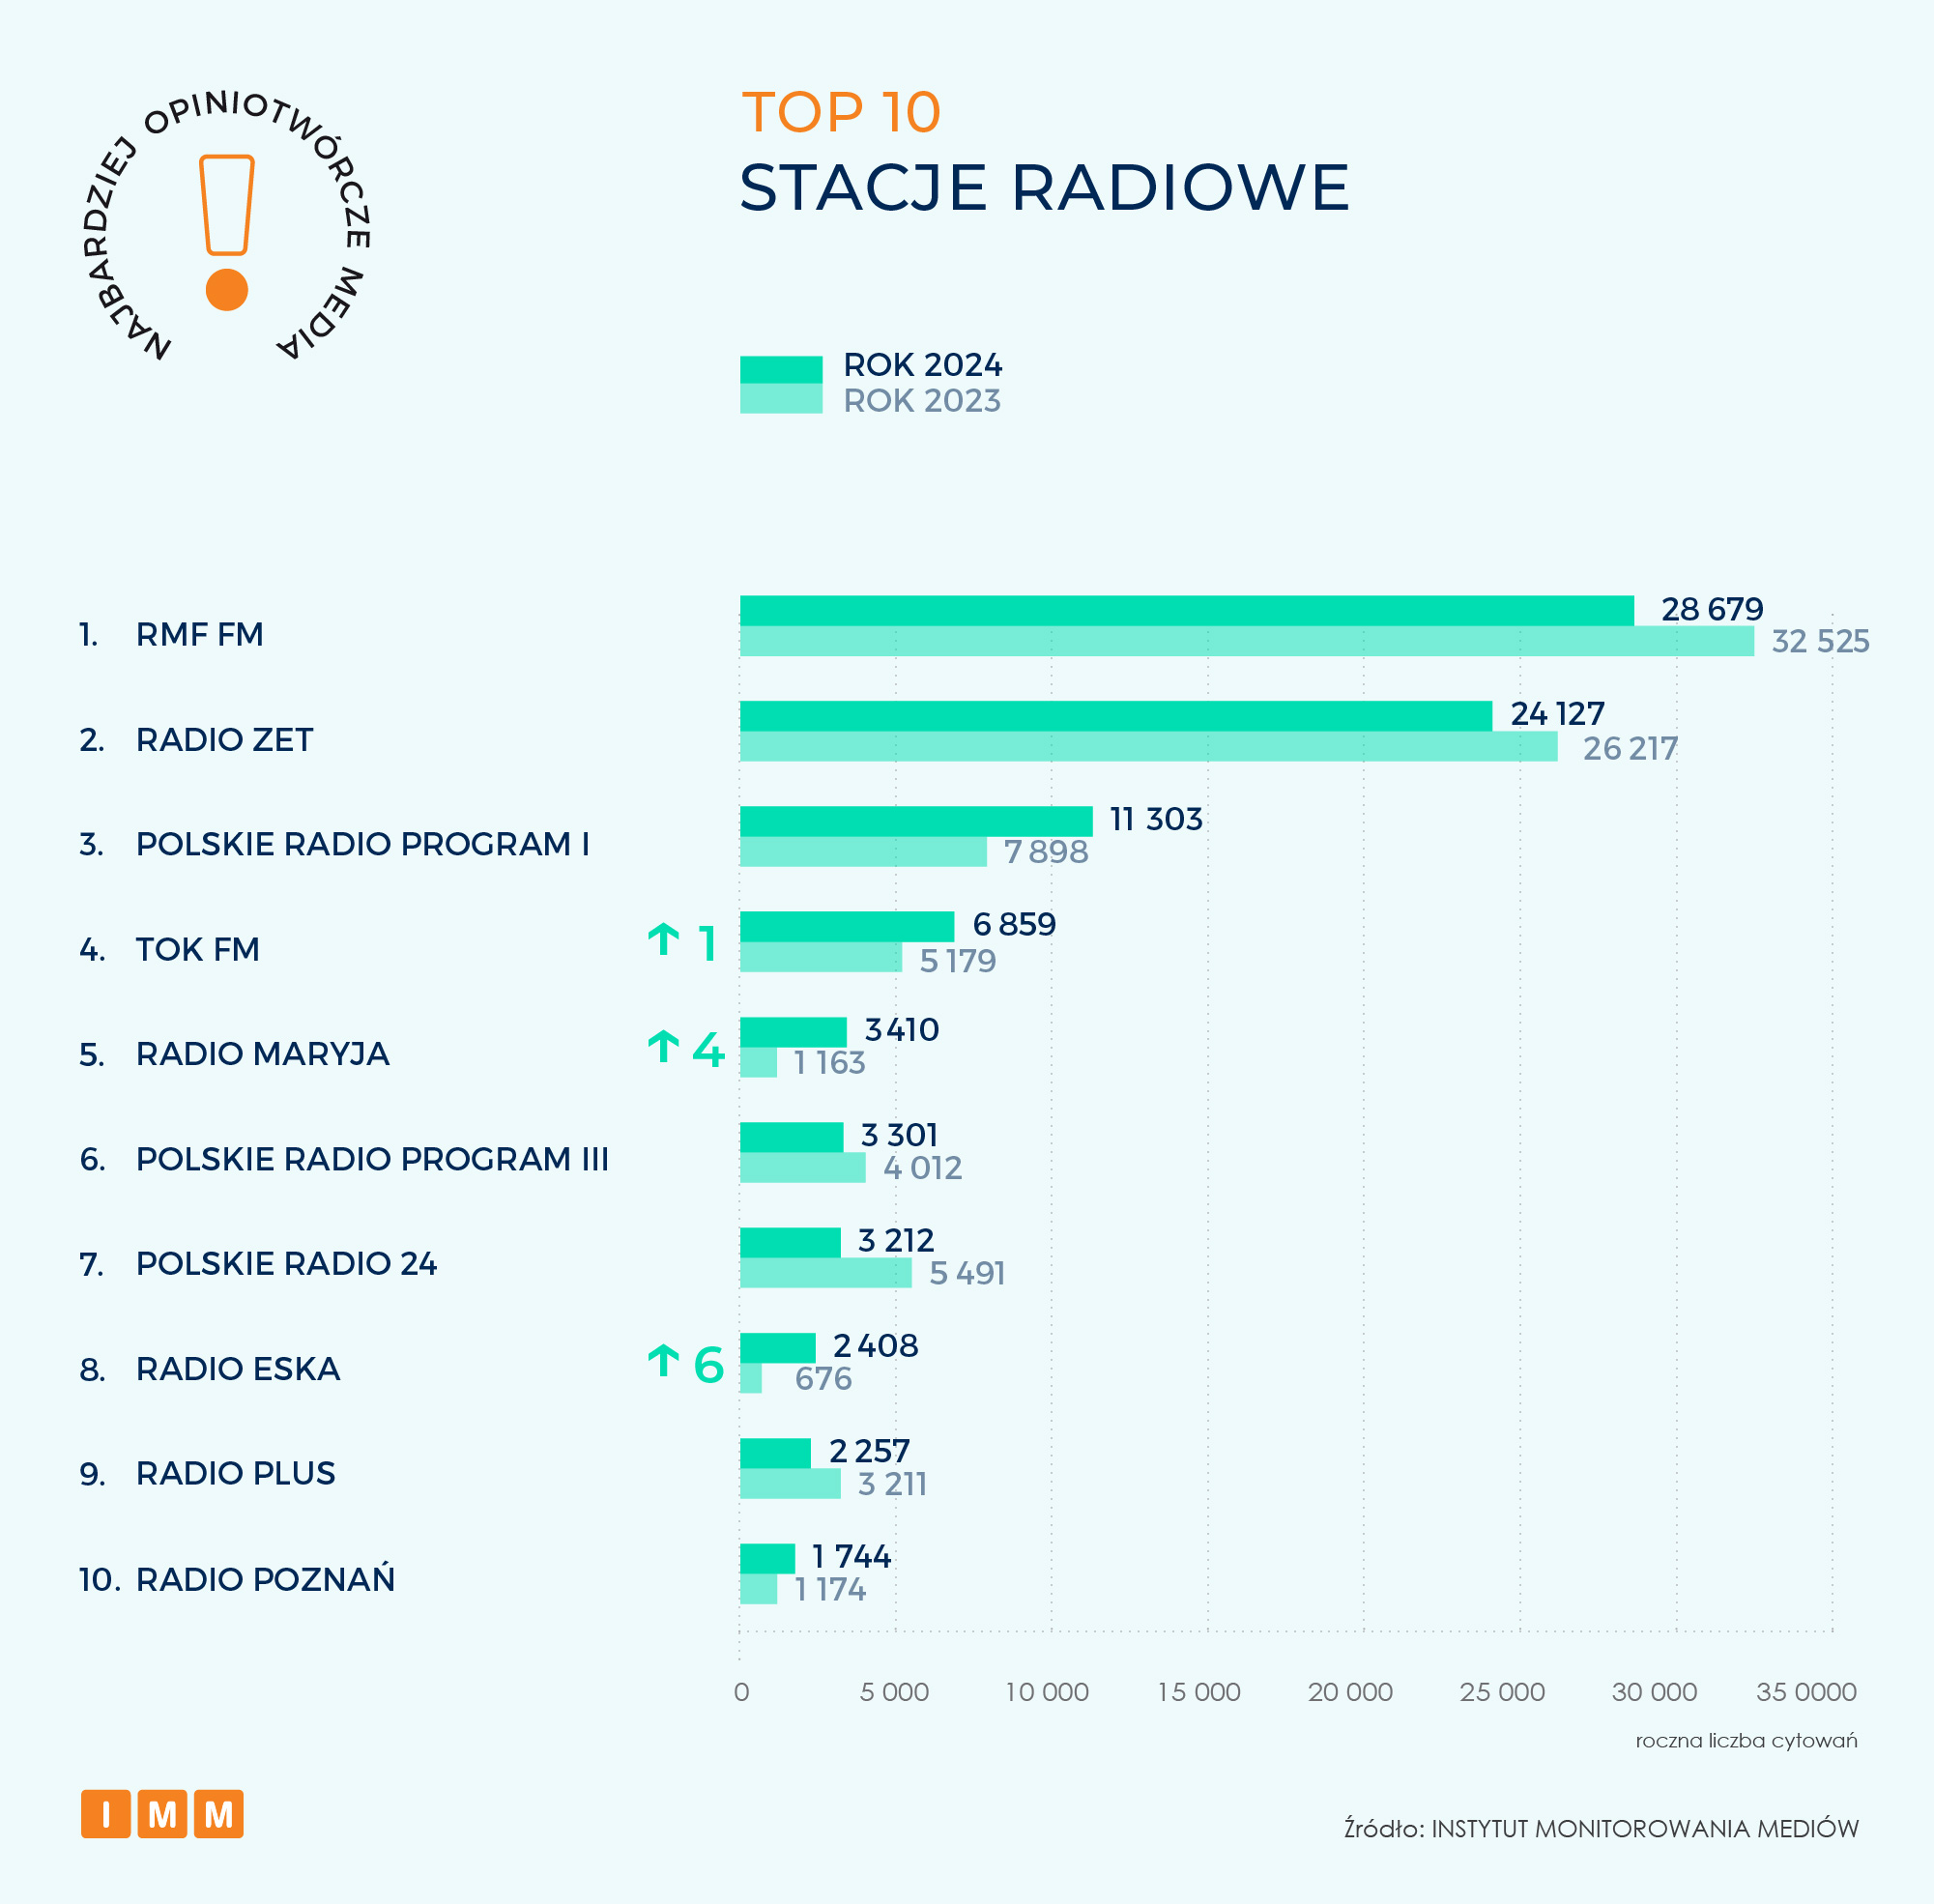 NAJBARDZIEJ OPINIOTWÓRCZE MEDIA
TOP 10
STACJE RADIOWE
ROK 2024
ROK 2023
1. RMF FM 28 679
32 525
2. RADIO ZET 24 127
26 217
3. POLSKIE RADIO PROGRAM I 11 303
7 898
4. TOK FM ↑ 1 6 859
5 179
5. RADIO MARYJA ↑ 4 3 410
1 163
6. POLSKIE RADIO PROGRAM III 3 301
4 012
7. POLSKIE RADIO 24 3 212
5 491
8. RADIO ESKA ↑ 6 2 408
676
9. RADIO PLUS 2 257
3 211
10. RADIO POZNAŃ 1 744
1 174
0 5 000 10 000 15 000 20 000 25 000 30 000 35 0000
roczna liczba cytowań
IMM
Źródło: INSTYTUT MONITOROWANIA MEDIÓW